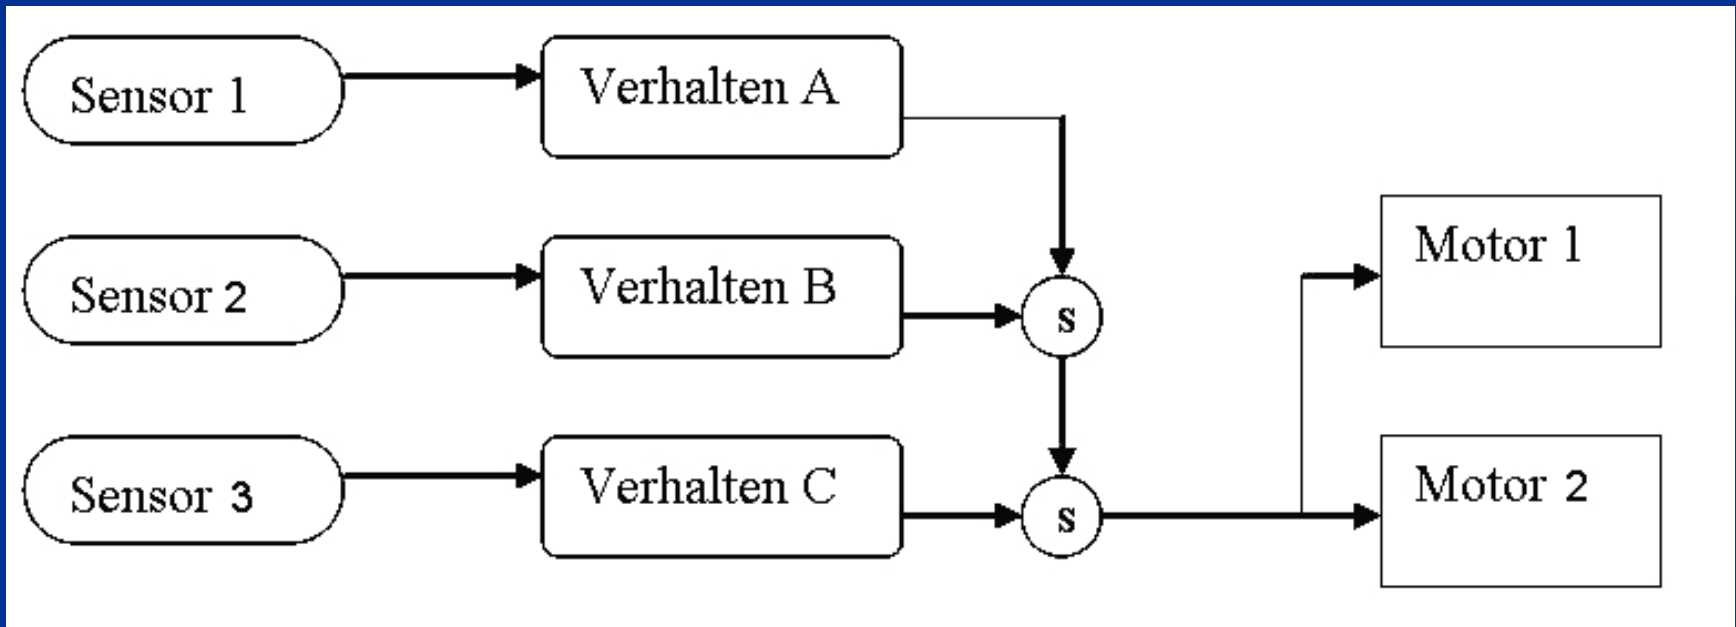 Sensor 1
Verhalten A
Sensor 2
Verhalten B
s
Motor 1
Sensor 3
Verhalten C
s
Motor 2